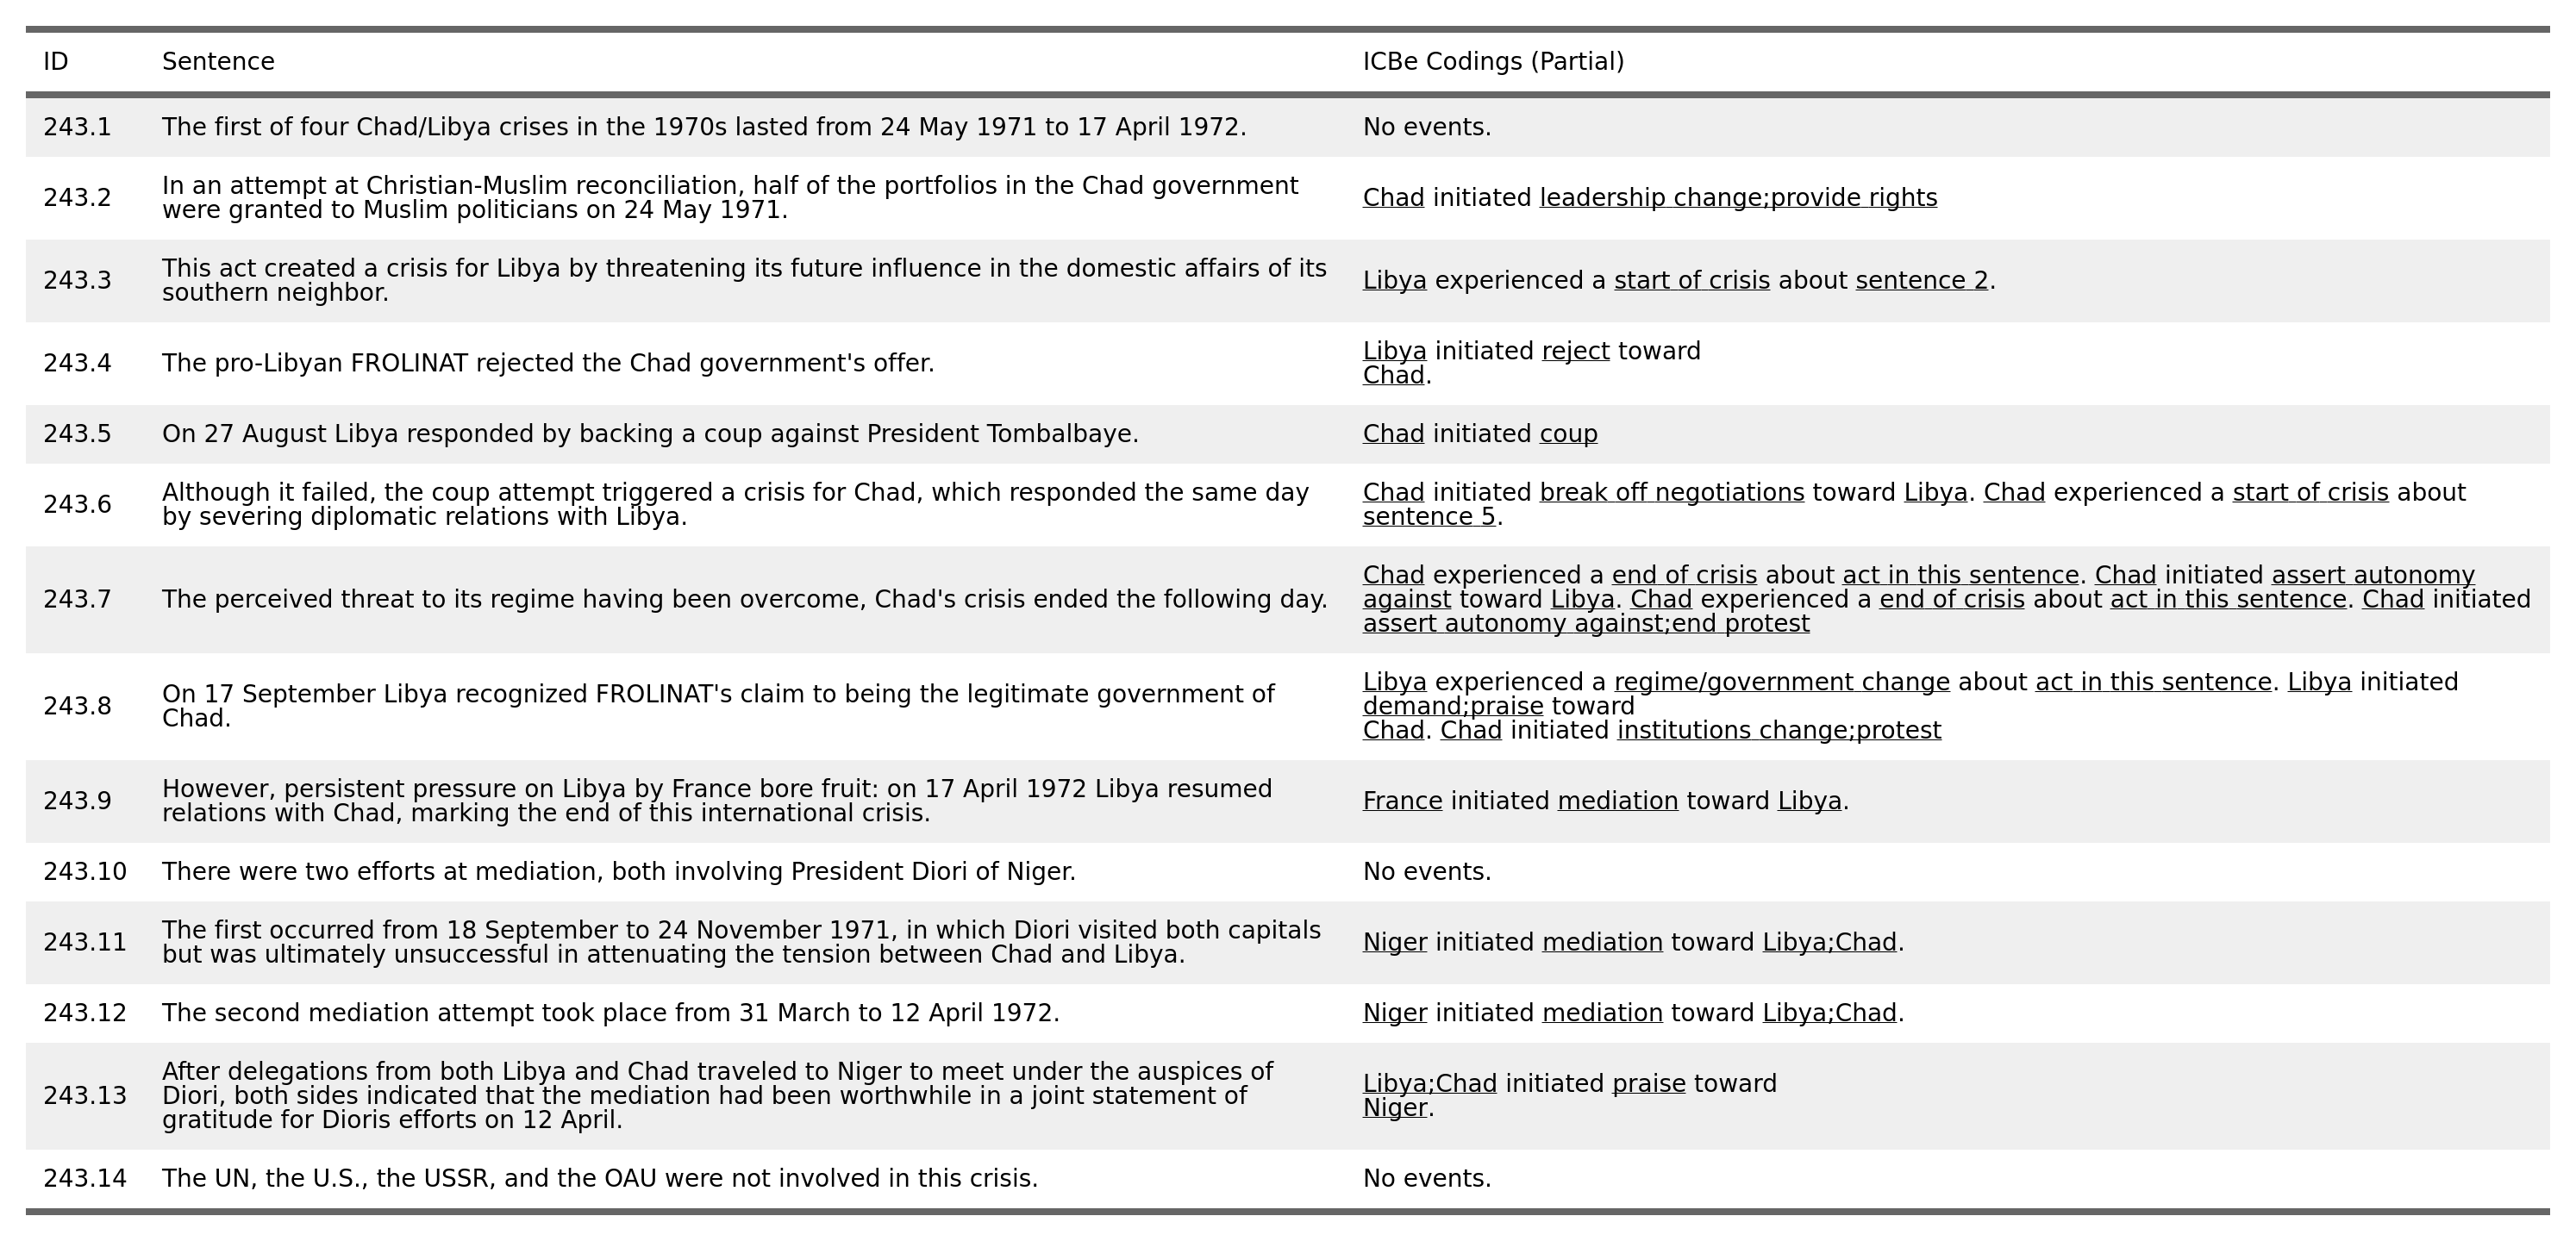 ID Sentence ICBe Codings (Partial)
243.1 The first of four Chad/Libya crises in the 1970s lasted from 24 May 1971 to 17 April 1972. No events.
243.2 In an attempt at Christian-Muslim reconciliation, half of the portfolios in the Chad government
were granted to Muslim politicians on 24 May 1971.
Chad initiated leadership change;provide rights
243.3 This act created a crisis for Libya by threatening its future influence in the domestic affairs of its
southern neighbor.
Libya experienced a start of crisis about sentence 2.
243.4 The pro-Libyan FROLINAT rejected the Chad government's offer.
Libya initiated reject toward
Chad.
243.5 On 27 August Libya responded by backing a coup against President Tombalbaye. Chad initiated coup
243.6 Although it failed, the coup attempt triggered a crisis for Chad, which responded the same day
by severing diplomatic relations with Libya.
Chad initiated break off negotiations toward Libya. Chad experienced a start of crisis about
sentence 5.
243.7 The perceived threat to its regime having been overcome, Chad's crisis ended the following day.
Chad experienced a end of crisis about act in this sentence. Chad initiated assert autonomy
against toward Libya. Chad experienced a end of crisis about act in this sentence. Chad initiated
assert autonomy against;end protest
243.8 On 17 September Libya recognized FROLINAT's claim to being the legitimate government of
Chad.
Libya experienced a regime/government change about act in this sentence. Libya initiated
demand;praise toward
Chad. Chad initiated institutions change;protest
243.9 However, persistent pressure on Libya by France bore fruit: on 17 April 1972 Libya resumed
relations with Chad, marking the end of this international crisis.
France initiated mediation toward Libya.
243.10 There were two efforts at mediation, both involving President Diori of Niger. No events.
243.11 The first occurred from 18 September to 24 November 1971, in which Diori visited both capitals
but was ultimately unsuccessful in attenuating the tension between Chad and Libya.
Niger initiated mediation toward Libya;Chad.
243.12 The second mediation attempt took place from 31 March to 12 April 1972. Niger initiated mediation toward Libya;Chad.
243.13 After delegations from both Libya and Chad traveled to Niger to meet under the auspices of
Diori, both sides indicated that the mediation had been worthwhile in a joint statement of
gratitude for Dioris efforts on 12 April.
Libya;Chad initiated praise toward
Niger.
243.14 The UN, the U.S., the USSR, and the OAU were not involved in this crisis. No events.